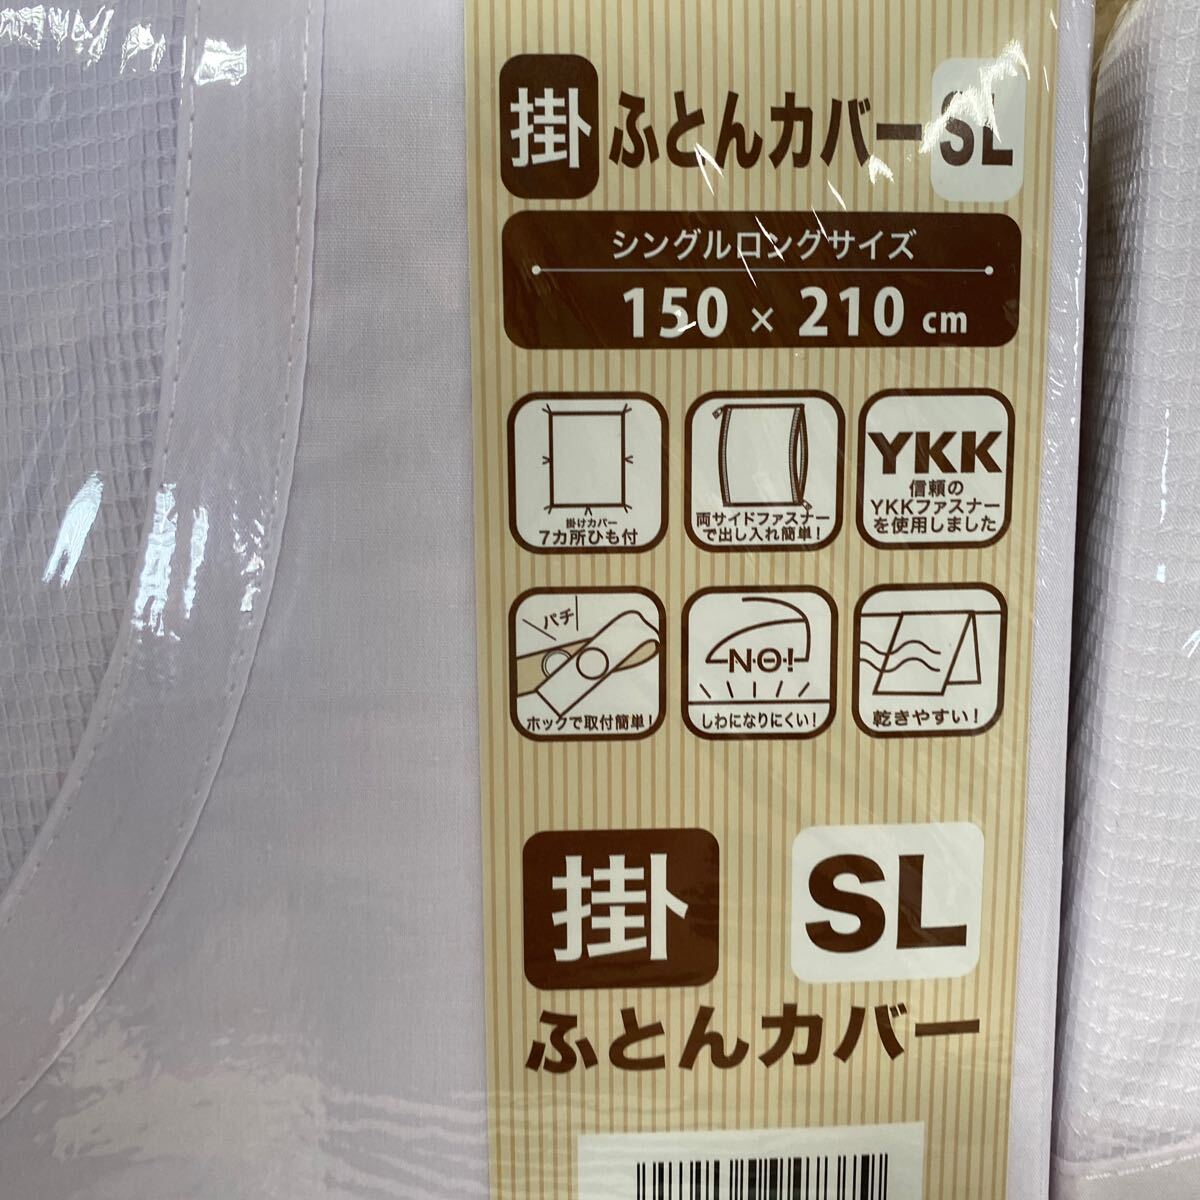 掛 ふとんカバー SL
シングルロングサイズ
150 × 210 cm
掛けカバー
7カ所ひも付
両サイドファスナー
で出し入れ簡単!
YKK
信頼の
YKKファスナー
を使用しました
パチ
ホックで取付簡単!
N・O!
しわになりにくい!
乾きやすい!
掛 SL
ふとんカバー